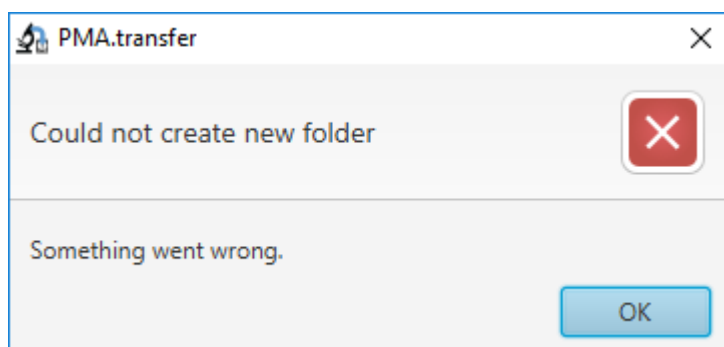 PMA.transfer
Could not create new folder
Something went wrong.
OK